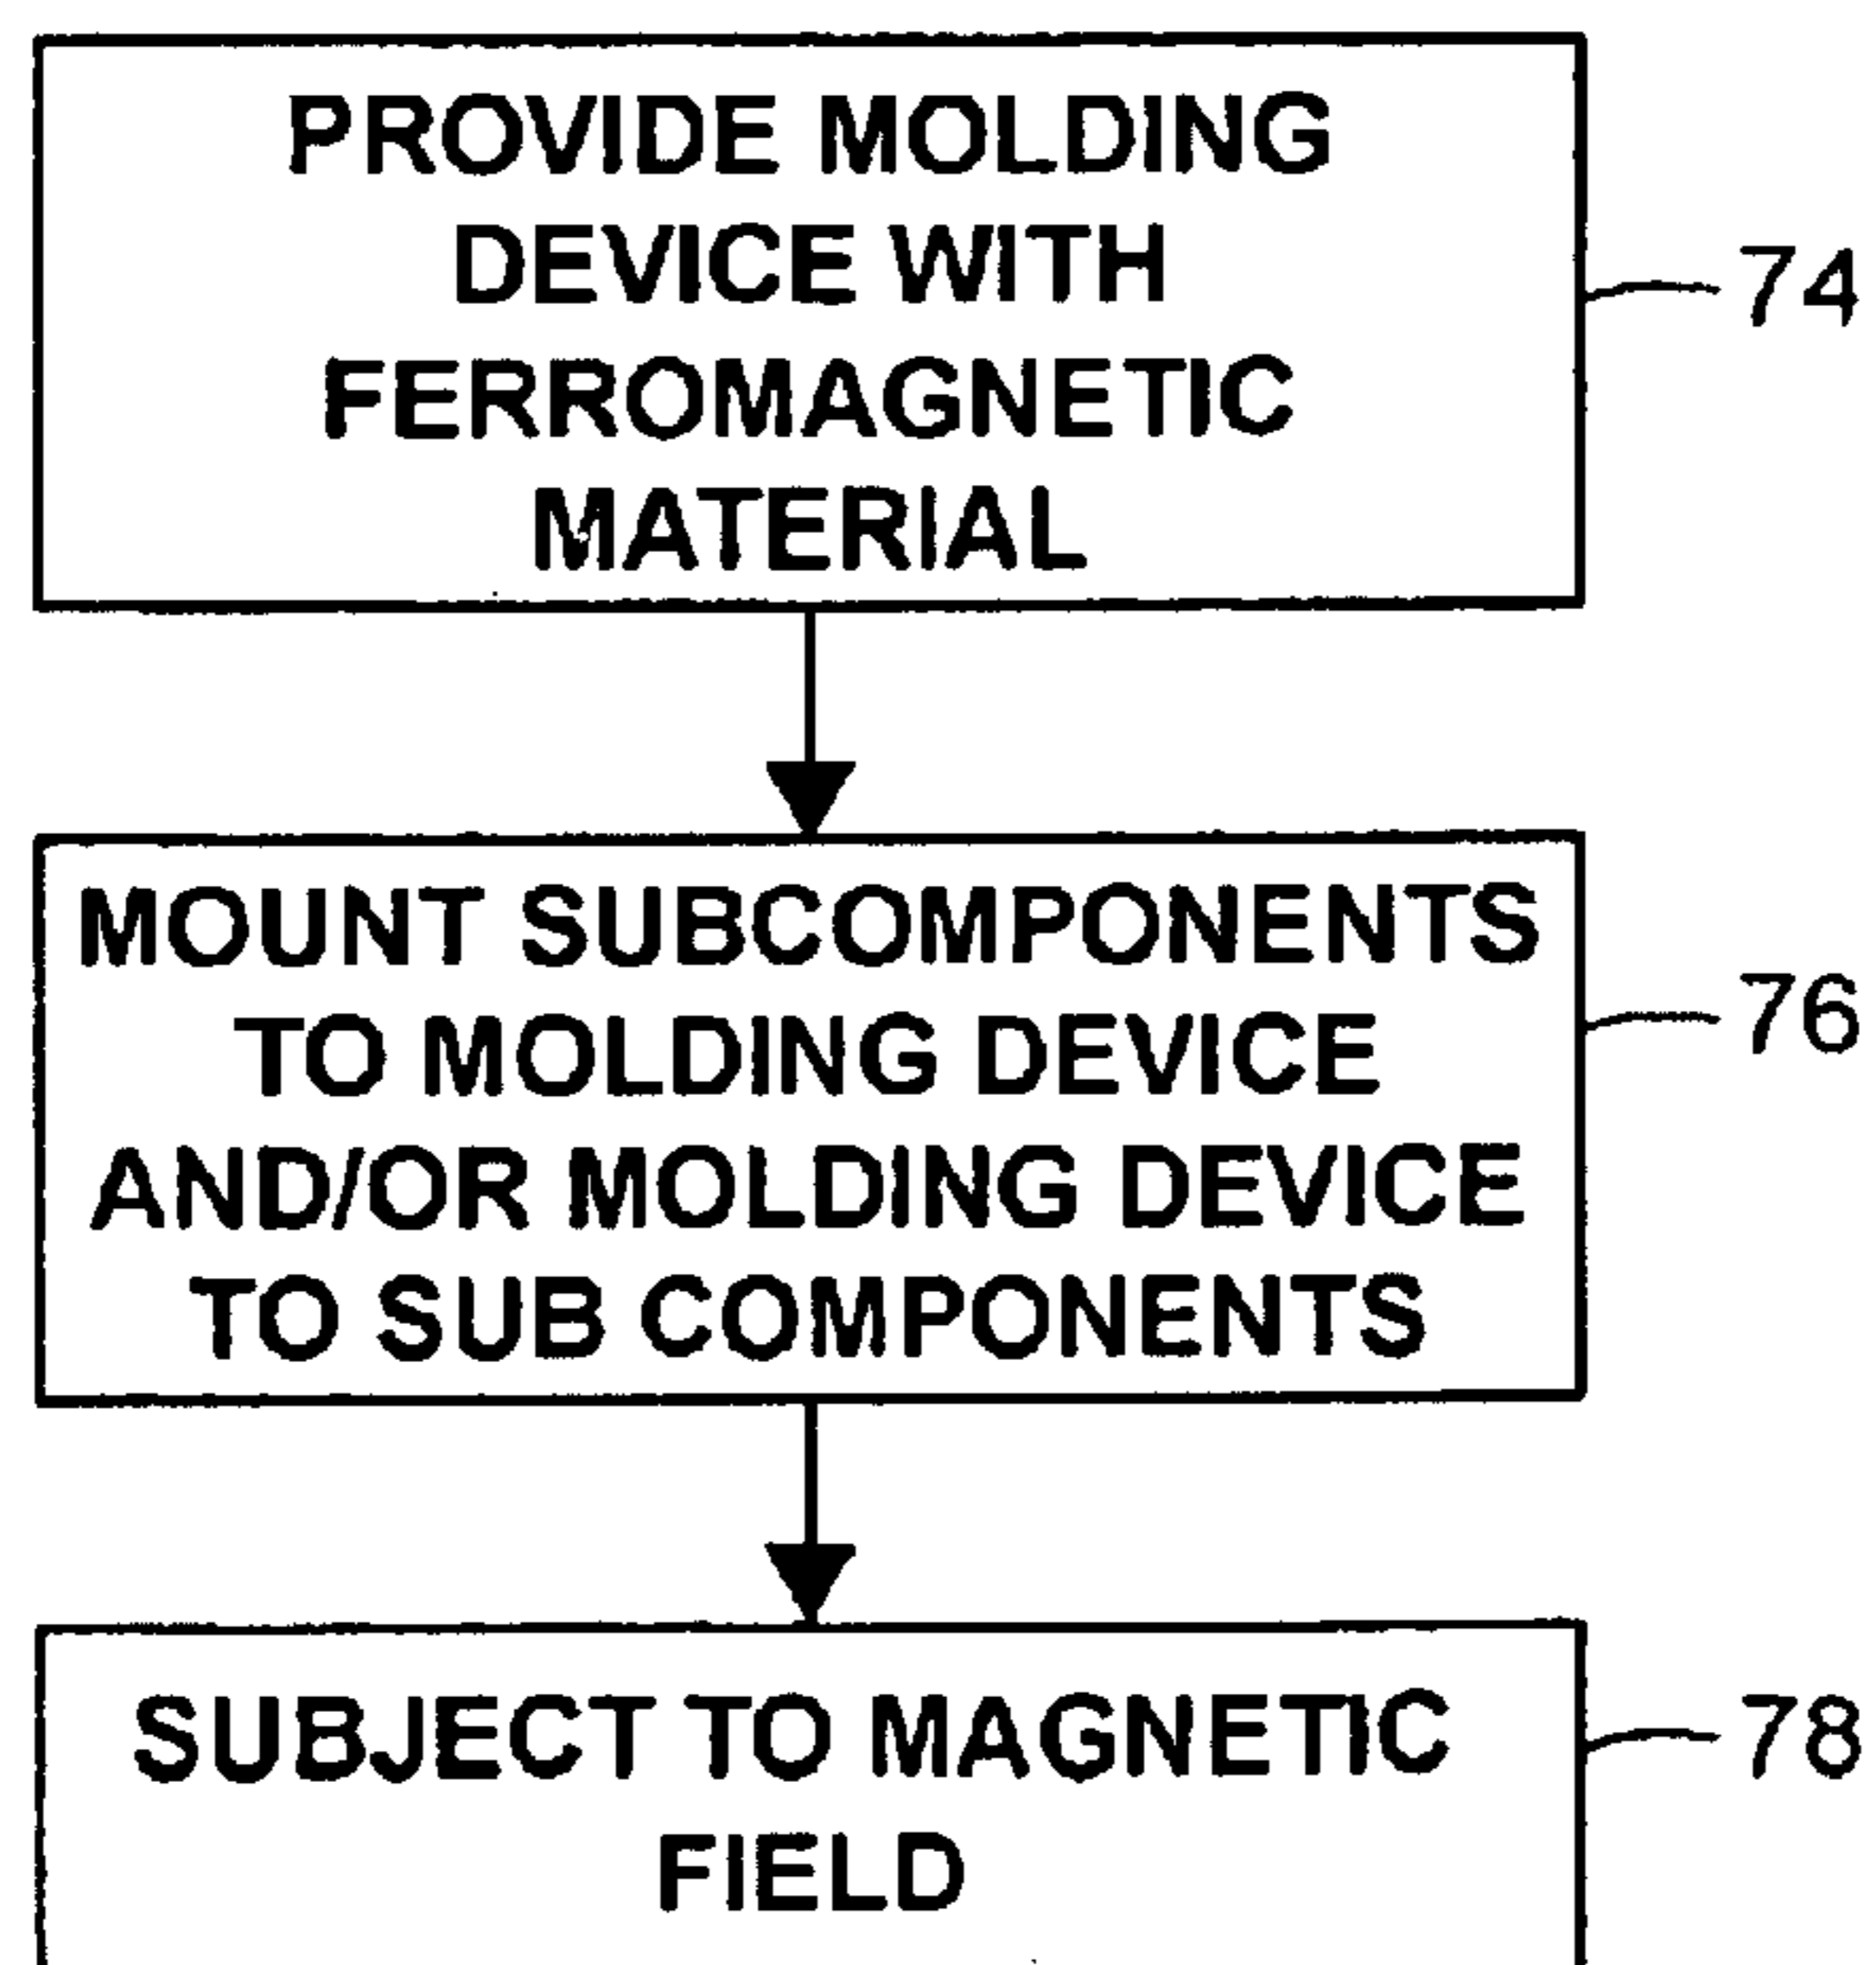 PROVIDE MOLDING
DEVICE WITH
FERROMAGNETIC
MATERIAL
74
MOUNT SUBCOMPONENTS
TO MOLDING DEVICE
AND/OR MOLDING DEVICE
TO SUB COMPONENTS
76
SUBJECT TO MAGNETIC
FIELD
78